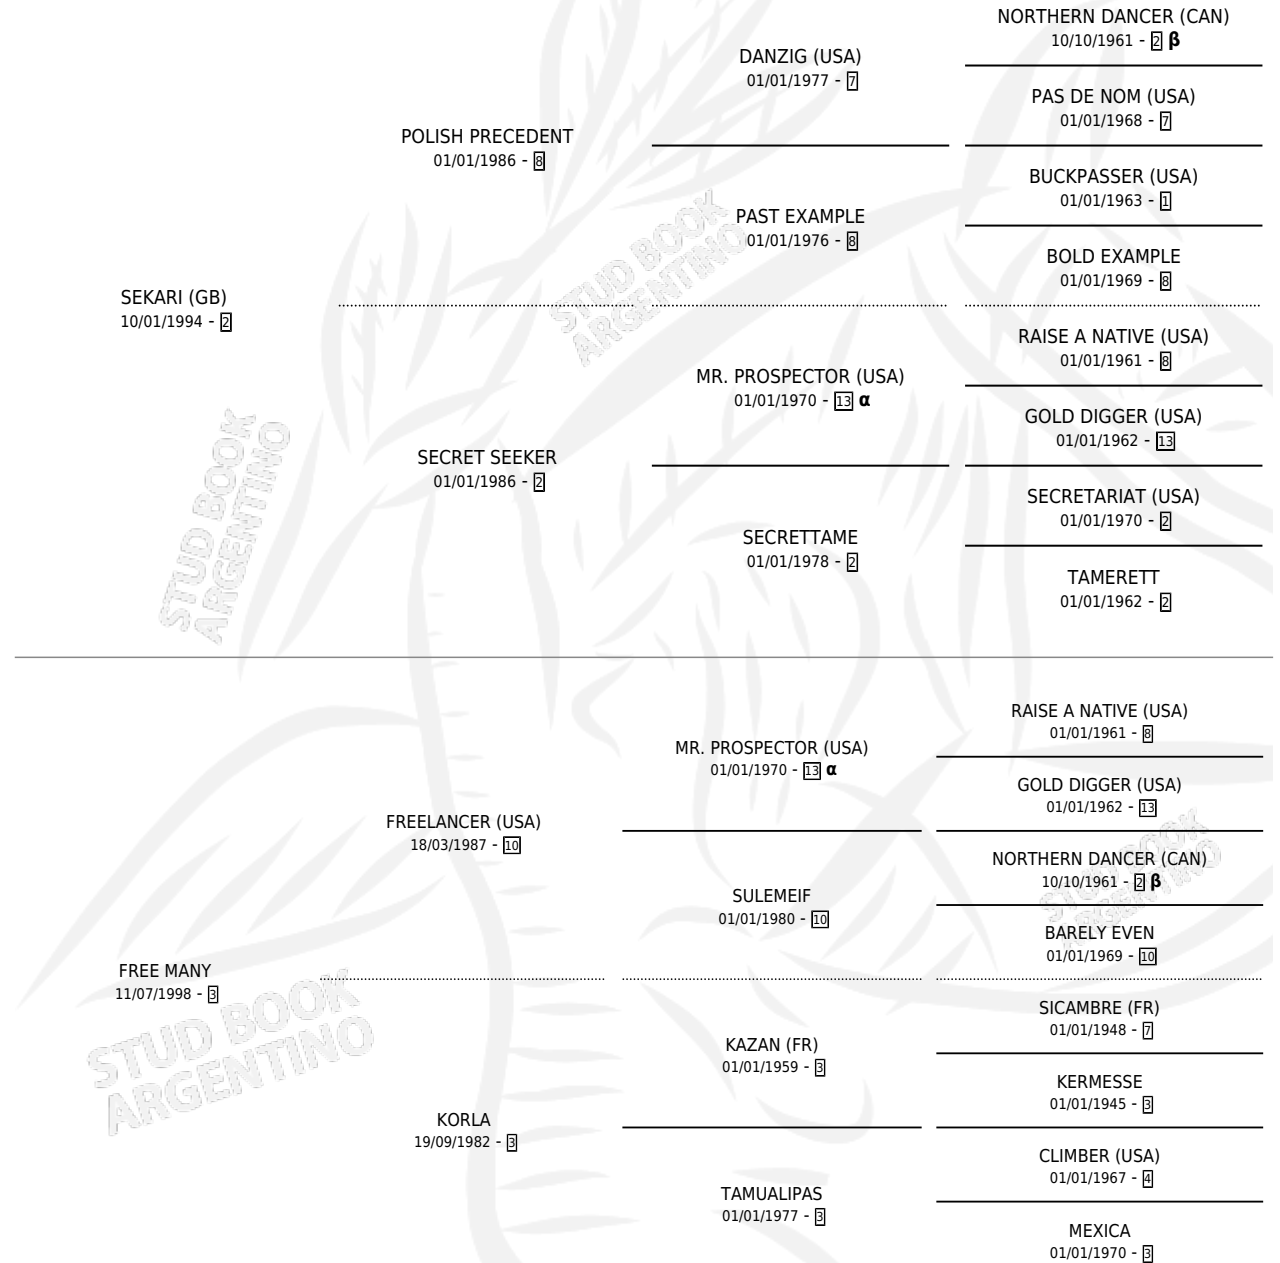 NORTHERN DANCER (CAN)
10/10/1961 - 2 β
DANZIG (USA)
01/01/1977 - 7
PAS DE NOM (USA)
01/01/1968 - 7
POLISH PRECEDENT
01/01/1986 - 8
BUCKPASSER (USA)
01/01/1963 - 1
PAST EXAMPLE
01/01/1976 - 8
BOLD EXAMPLE
01/01/1969 - 8
SEKARI (GB)
10/01/1994 - 2
RAISE A NATIVE (USA)
01/01/1961 - 8
MR. PROSPECTOR (USA)
01/01/1970 - 13 α
GOLD DIGGER (USA)
01/01/1962 - 13
SECRET SEEKER
01/01/1986 - 2
SECRETARIAT (USA)
01/01/1970 - 2
SECRETTAME
01/01/1978 - 2
TAMERETT
01/01/1962 - 2
RAISE A NATIVE (USA)
01/01/1961 - 8
MR. PROSPECTOR (USA)
01/01/1970 - 13 α
GOLD DIGGER (USA)
01/01/1962 - 13
FREELANCER (USA)
18/03/1987 - 10
NORTHERN DANCER (CAN)
10/10/1961 - 2 β
SULEMEIF
01/01/1980 - 10
BARELY EVEN
01/01/1969 - 10
FREE MANY
11/07/1998 - 3
SICAMBRE (FR)
01/01/1948 - 7
KAZAN (FR)
01/01/1959 - 3
KERMESSE
01/01/1945 - 3
KORLA
19/09/1982 - 3
CLIMBER (USA)
01/01/1967 - 4
TAMUALIPAS
01/01/1977 - 3
MEXICA
01/01/1970 - 3
STUD BOOK
ARGENTINO
STUD BOOK
ARGENTINO
STUD BOOK
ARGENTINO
STUD BOOK
ARGENTINO